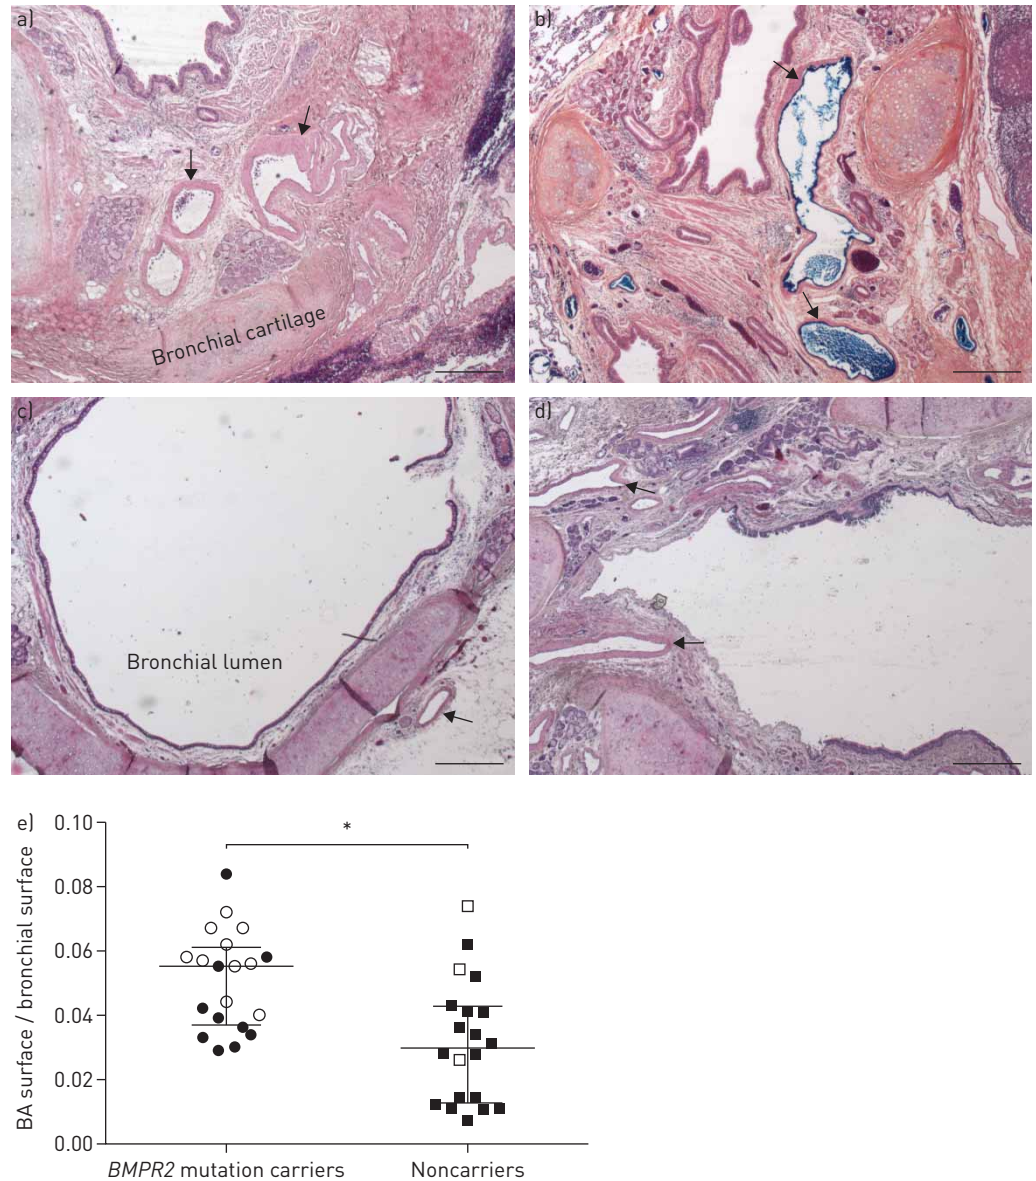 a)
b)
Bronchial cartilage
c)
d)
Bronchial lumen
e)
*
BA surface / bronchial surface
0.10
0.08
0.06
0.04
0.02
0.00
BMPR2 mutation carriers
Noncarriers